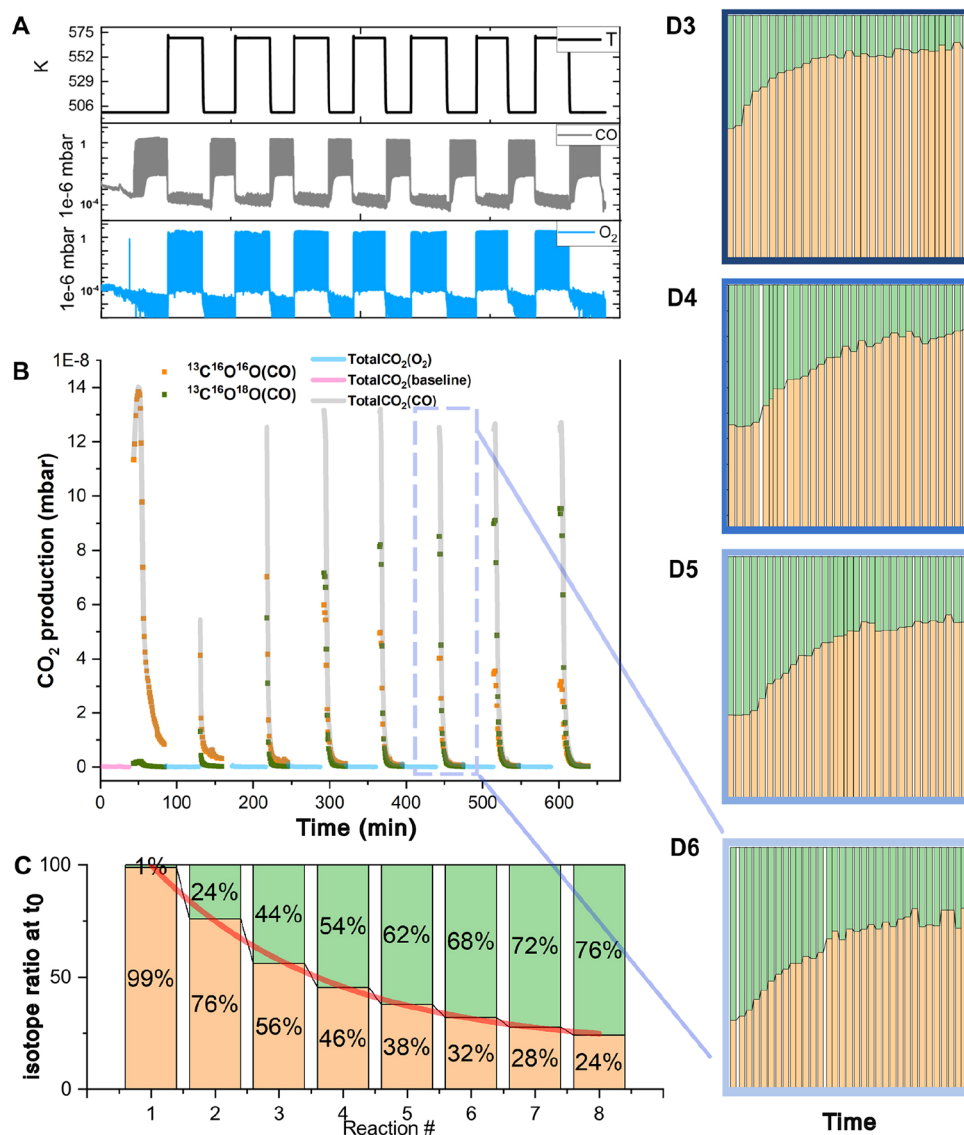 A
575
552
529
506
K
T
1
10⁻⁴
1e-6 mbar
CO
1
10⁻⁴
1e-6 mbar
O₂
B
1E-8
14
12
10
8
6
4
2
0
CO₂ production (mbar)
¹³C¹⁶O¹⁶O(CO)
¹³C¹⁶O¹⁸O(CO)
TotalCO₂(O₂)
TotalCO₂(baseline)
TotalCO₂(CO)
0 100 200 300 400 500 600
Time (min)
C
100
50
0
isotope ratio at t0
1% 24% 44% 54% 62% 68% 72% 76%
99% 76% 56% 46% 38% 32% 28% 24%
1 2 3 4 5 6 7 8
Reaction #
D3
D4
D5
D6
Time